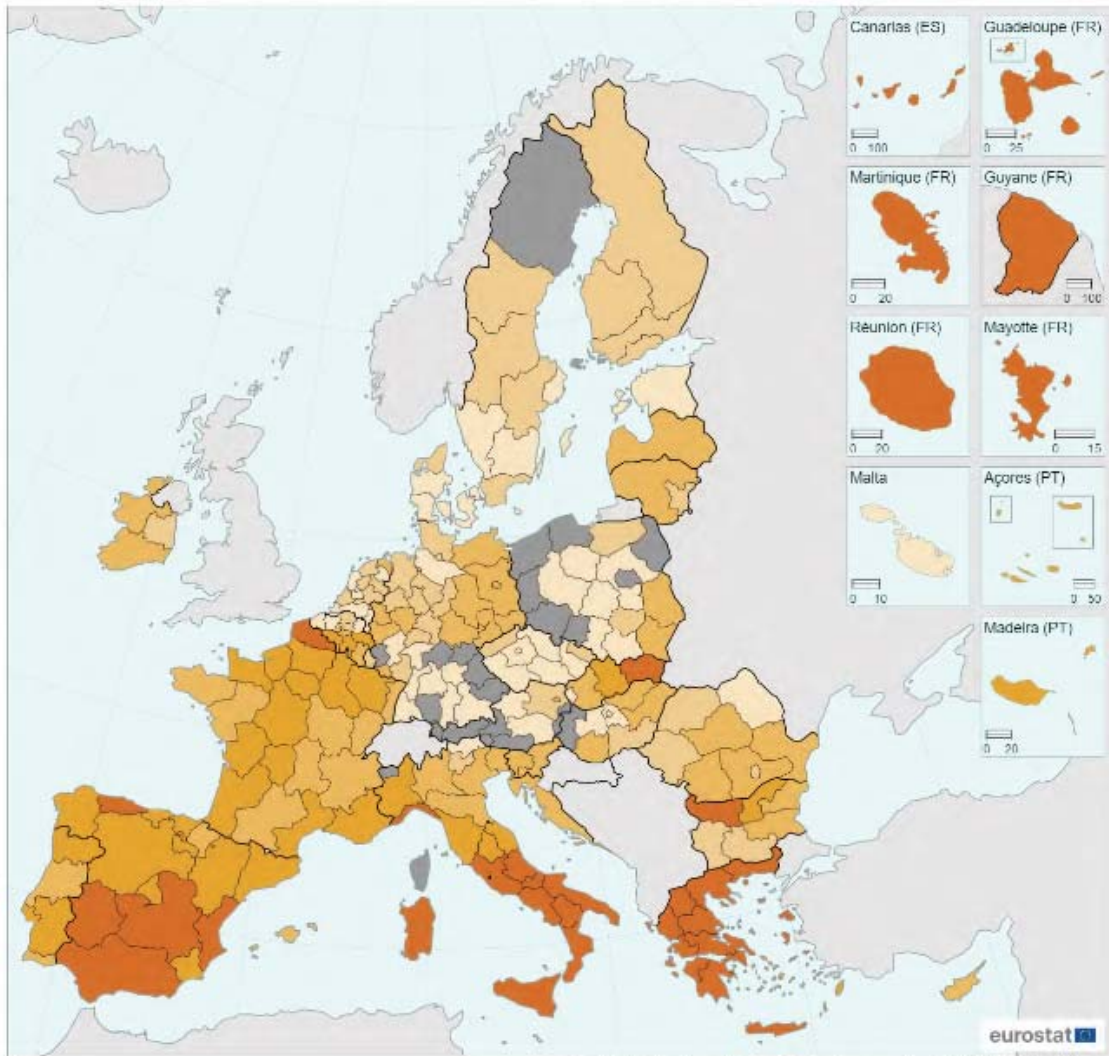 Canarias (ES)
0 100
Guadeloupe (FR)
0 25
Martinique (FR)
0 20
Guyane (FR)
0 100
Réunion (FR)
0 20
Mayotte (FR)
0 15
Malta
0 10
Açores (PT)
0 50
Madeira (PT)
0 20
eurostat